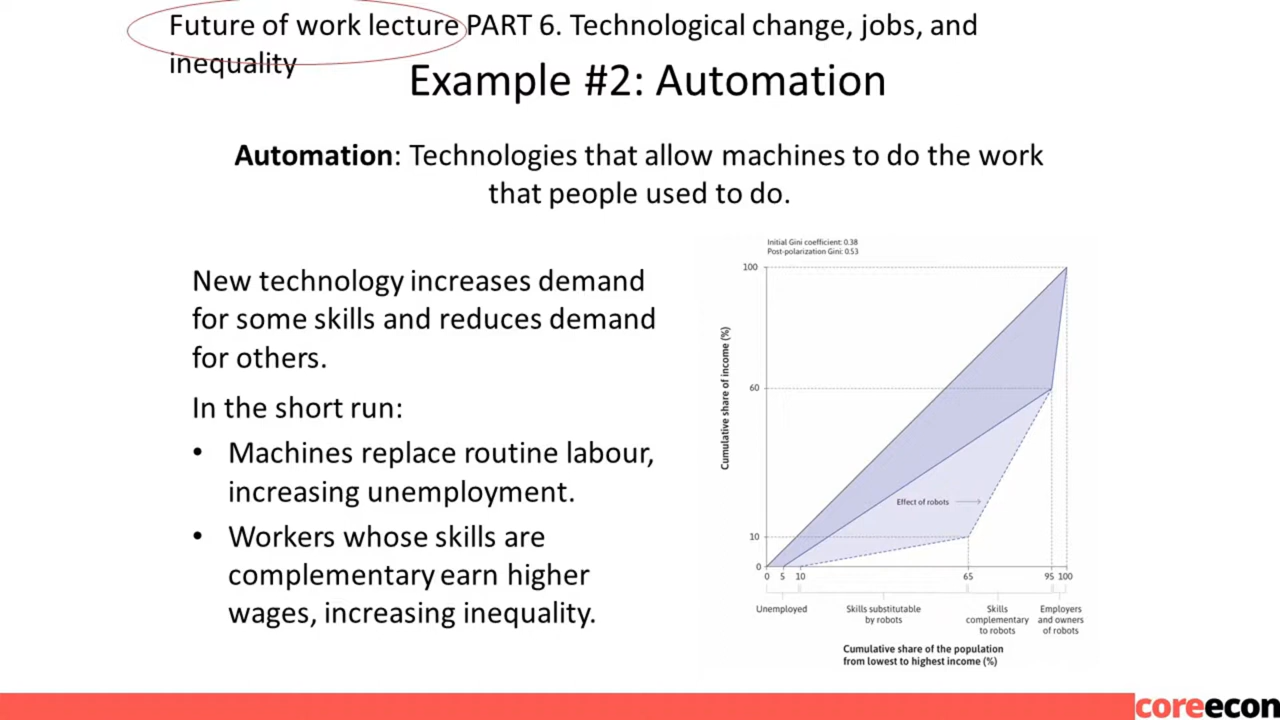 Future of work lecture PART 6. Technological change, jobs, and
inequality
Example #2: Automation
Automation: Technologies that allow machines to do the work
that people used to do.
New technology increases demand
for some skills and reduces demand
for others.
In the short run:
• Machines replace routine labour,
increasing unemployment.
• Workers whose skills are
complementary earn higher
wages, increasing inequality.
Initial Gini coefficient: 0.38
Post-polarization Gini: 0.53
100
60
10
0
Cumulative share of income (%)
Effect of robots
0 5 10 65 95 100
Unemployed
Skills substitutable
by robots
Skills
complementary
to robots
Employers
and owners
of robots
Cumulative share of the population
from lowest to highest income (%)
coreecon